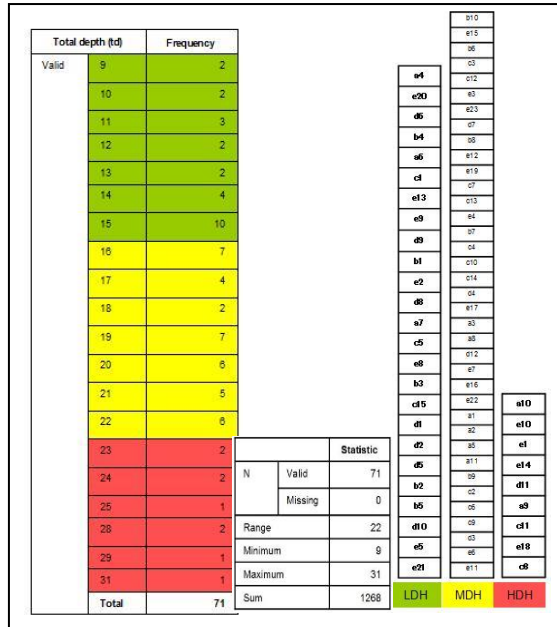 Total depth (td) Frequency
Valid 9 2
10 2
11 3
12 2
13 2
14 4
15 10
16 7
17 4
18 2
19 7
20 6
21 5
22 6
23 2
24 2
25 1
28 2
29 1
31 1
Total 71
Statistic
N Valid 71
Missing 0
Range 22
Minimum 9
Maximum 31
Sum 1268
a4
e20
d6
b4
a6
c1
e13
e9
d9
b1
e2
d8
a7
c5
e8
b3
c15
d1
d2
d5
b2
b5
d10
e5
e21
LDH
b10
e15
b6
c3
c12
e3
e23
d7
b8
e12
e19
c7
c13
e4
b7
c4
c10
c14
d4
e17
a3
a8
d12
e7
e16
e22
a1
a2
a5
a11
b9
c2
c6
c9
d3
e6
e11
MDH
a10
e10
e1
e14
d11
a9
c11
e18
c8
HDH